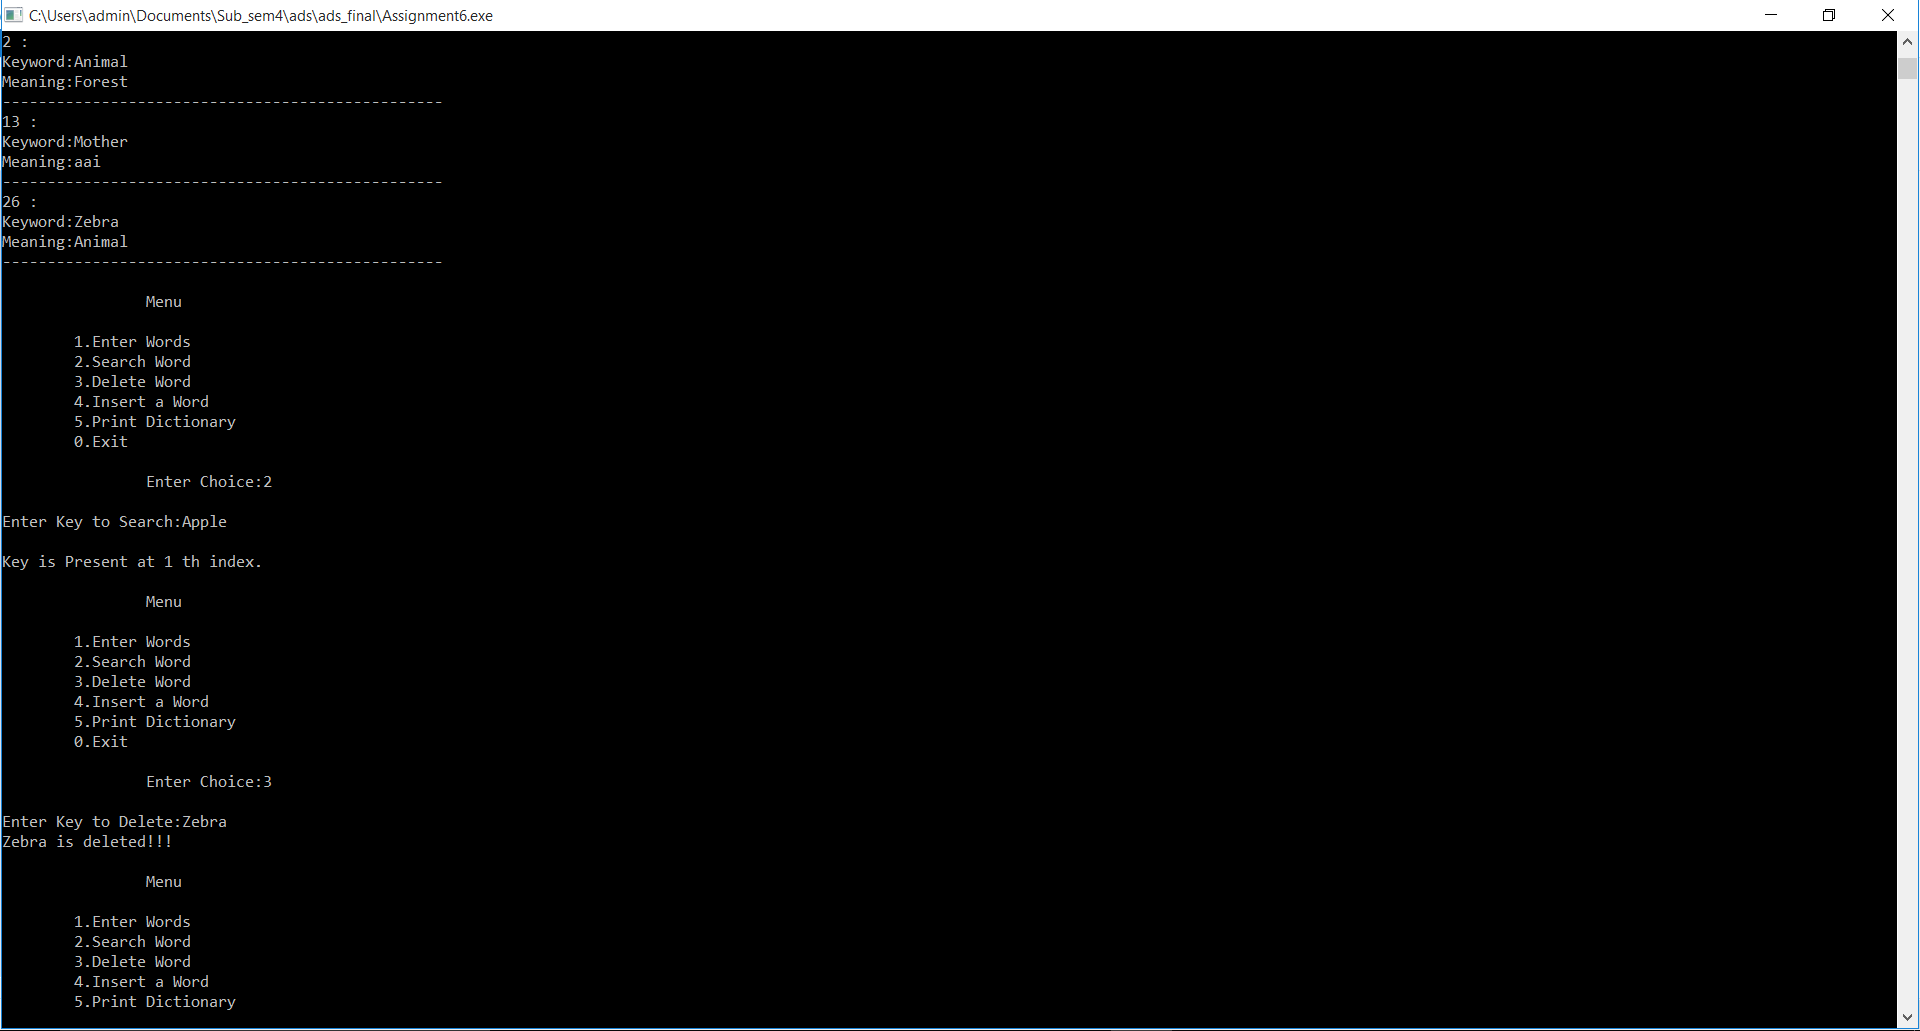 C:\Users\admin\Documents\Sub_sem4\ads\ads_final\Assignment6.exe
2 :
Keyword:Animal
Meaning:Forest
-------------------------------------------------
13 :
Keyword:Mother
Meaning:aai
-------------------------------------------------
26 :
Keyword:Zebra
Meaning:Animal
-------------------------------------------------
Menu
1.Enter Words
2.Search Word
3.Delete Word
4.Insert a Word
5.Print Dictionary
0.Exit
Enter Choice:2
Enter Key to Search:Apple
Key is Present at 1 th index.
Menu
1.Enter Words
2.Search Word
3.Delete Word
4.Insert a Word
5.Print Dictionary
0.Exit
Enter Choice:3
Enter Key to Delete:Zebra
Zebra is deleted!!!
Menu
1.Enter Words
2.Search Word
3.Delete Word
4.Insert a Word
5.Print Dictionary